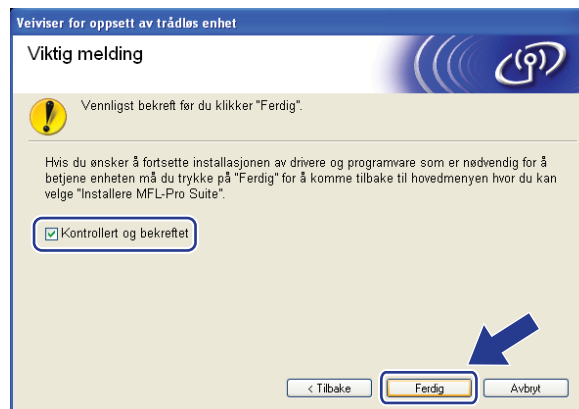 Veiviser for oppsett av trådløs enhet
Viktig melding
Vennligst bekreft før du klikker "Ferdig".
Hvis du ønsker å fortsette installasjonen av drivere og programvare som er nødvendig for å
betjene enheten må du trykke på "Ferdig" for å komme tilbake til hovedmenyen hvor du kan
velge "Installere MFL-Pro Suite".
Kontrollert og bekreftet
< Tilbake
Ferdig
Avbryt